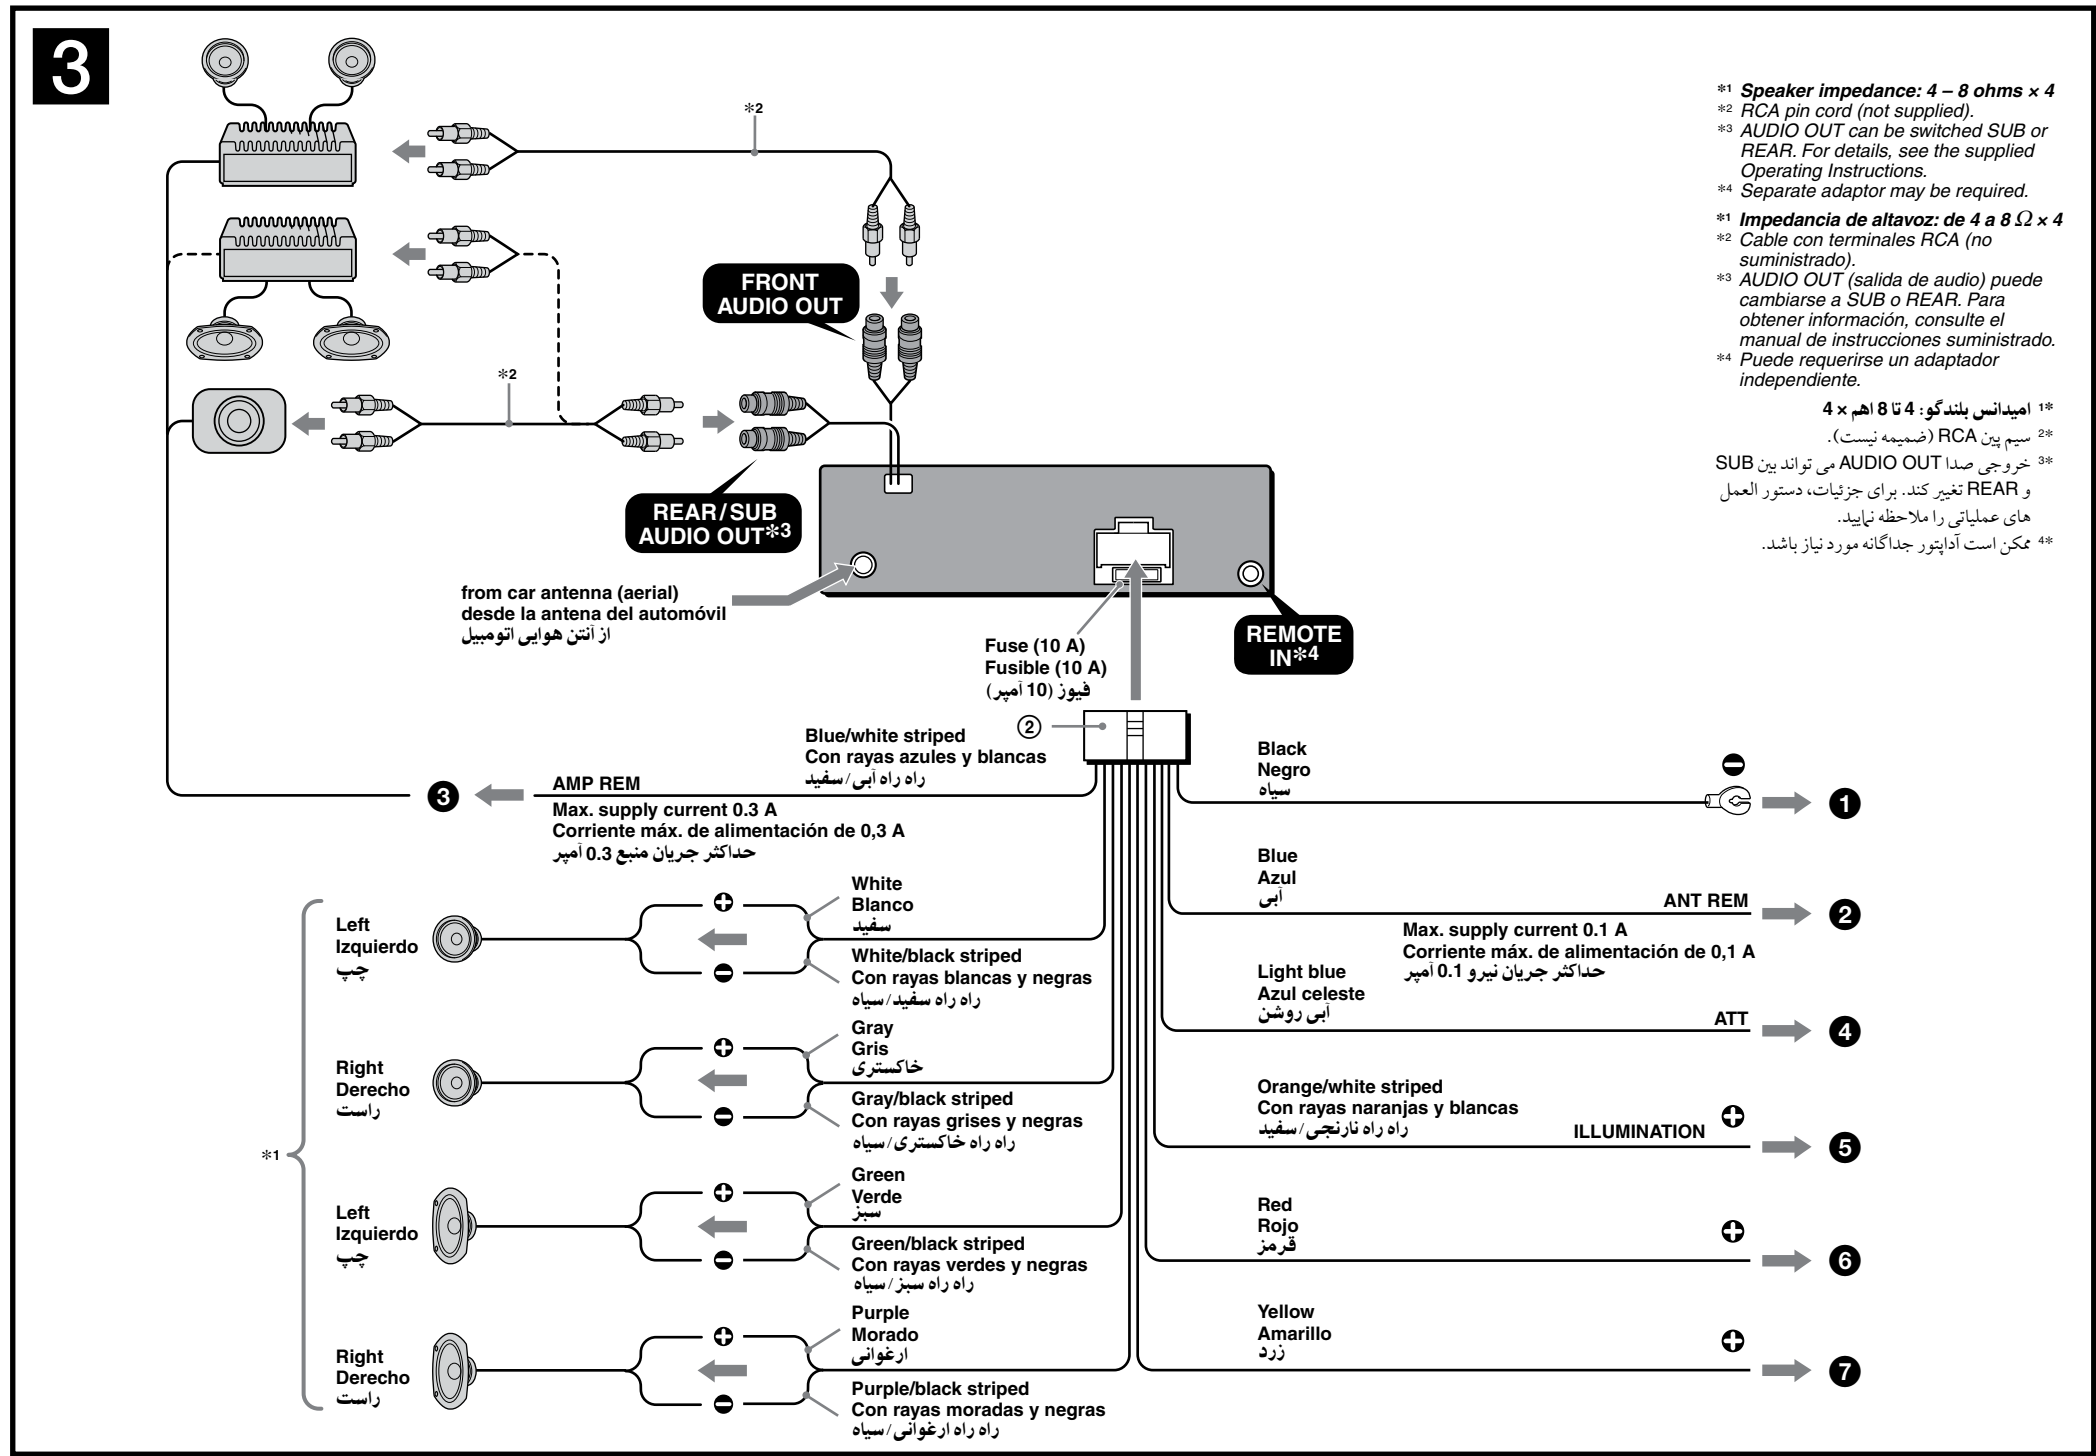 3
*2
*1 Speaker impedance: 4 – 8 ohms × 4
*2 RCA pin cord (not supplied).
*3 AUDIO OUT can be switched SUB or
REAR. For details, see the supplied
Operating Instructions.
*4 Separate adaptor may be required.
*1 Impedancia de altavoz: de 4 a 8 Ω × 4
*2 Cable con terminales RCA (no
suministrado).
*3 AUDIO OUT (salida de audio) puede
cambiarse a SUB o REAR. Para
obtener información, consulte el
manual de instrucciones suministrado.
*4 Puede requerirse un adaptador
independiente.
*1 امیدانس بلندگو: 4 تا 8 اهم × 4
*2 سیم پین RCA (ضمیمه نیست).
*3 خروجی صدا AUDIO OUT می تواند بین SUB
و REAR تغییر کند. برای جزئیات، دستور العمل
های عملیاتی را ملاحظه نمایید.
*4 ممکن است آداپتور جداگانه مورد نیاز باشد.
FRONT
AUDIO OUT
*2
REAR/SUB
AUDIO OUT*3
from car antenna (aerial)
desde la antena del automóvil
از آنتن هوایی اتومبیل
Fuse (10 A)
Fusible (10 A)
فیوز (10 آمپر)
REMOTE
IN*4
②
Blue/white striped
Con rayas azules y blancas
راه راه آبی/سفید
3
AMP REM
Max. supply current 0.3 A
Corriente máx. de alimentación de 0,3 A
حداکثر جریان منبع 0.3 آمپر
Black
Negro
سیاه
1
Blue
Azul
آبی
ANT REM
2
Max. supply current 0.1 A
Corriente máx. de alimentación de 0,1 A
حداکثر جریان نیرو 0.1 آمپر
Light blue
Azul celeste
آبی روشن
ATT
4
Orange/white striped
Con rayas naranjas y blancas
راه راه نارنجی/سفید
ILLUMINATION
5
Red
Rojo
قرمز
6
Yellow
Amarillo
زرد
7
*1
Left
Izquierdo
چپ
White
Blanco
سفید
White/black striped
Con rayas blancas y negras
راه راه سفید/سیاه
Right
Derecho
راست
Gray
Gris
خاکستری
Gray/black striped
Con rayas grises y negras
راه راه خاکستری/سیاه
Left
Izquierdo
چپ
Green
Verde
سبز
Green/black striped
Con rayas verdes y negras
راه راه سبز/سیاه
Right
Derecho
راست
Purple
Morado
ارغوانی
Purple/black striped
Con rayas moradas y negras
راه راه ارغوانی/سیاه